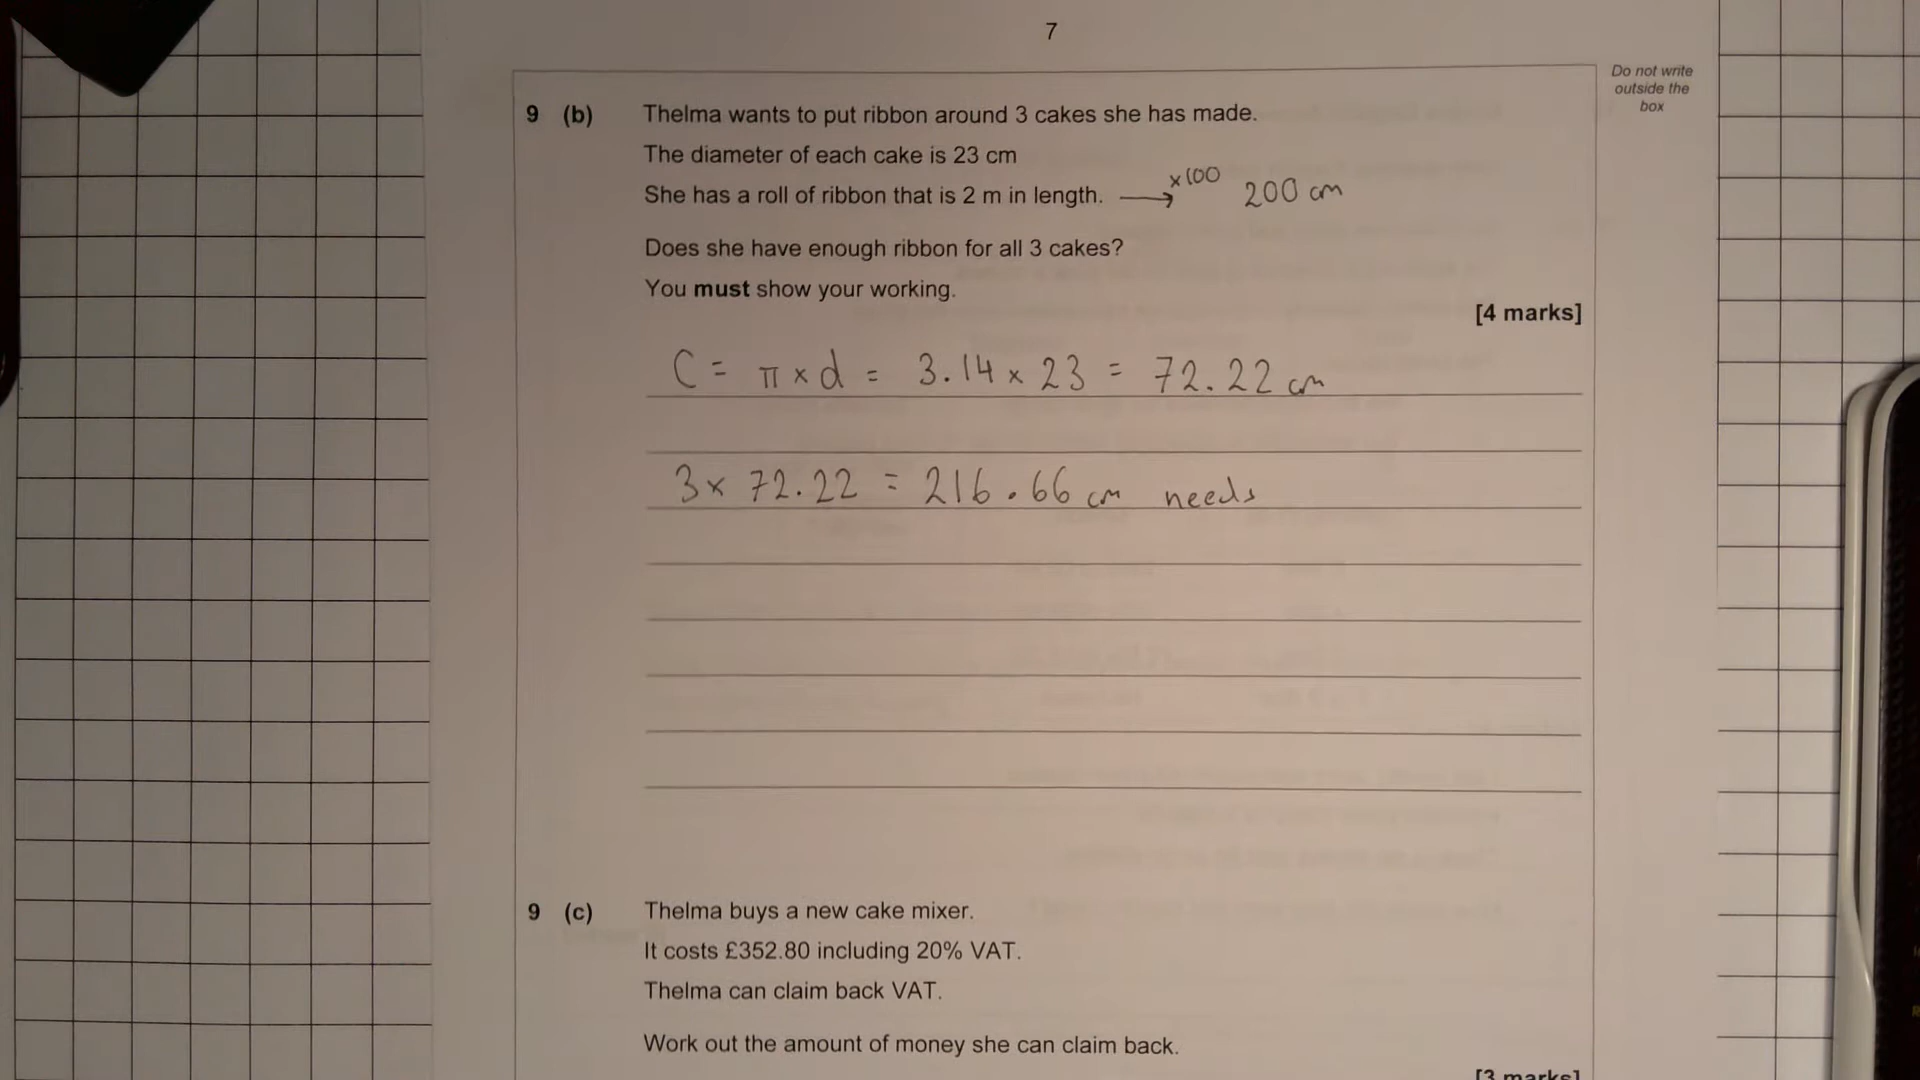 7
Do not write
outside the
box
9 (b) Thelma wants to put ribbon around 3 cakes she has made.
The diameter of each cake is 23 cm
She has a roll of ribbon that is 2 m in length. ⟶ ×100 200 cm
Does she have enough ribbon for all 3 cakes?
You must show your working.
[4 marks]
C = π × d = 3.14 × 23 = 72.22 cm
3 × 72.22 = 216.66 cm needs
9 (c) Thelma buys a new cake mixer.
It costs £352.80 including 20% VAT.
Thelma can claim back VAT.
Work out the amount of money she can claim back.
[3 marks]